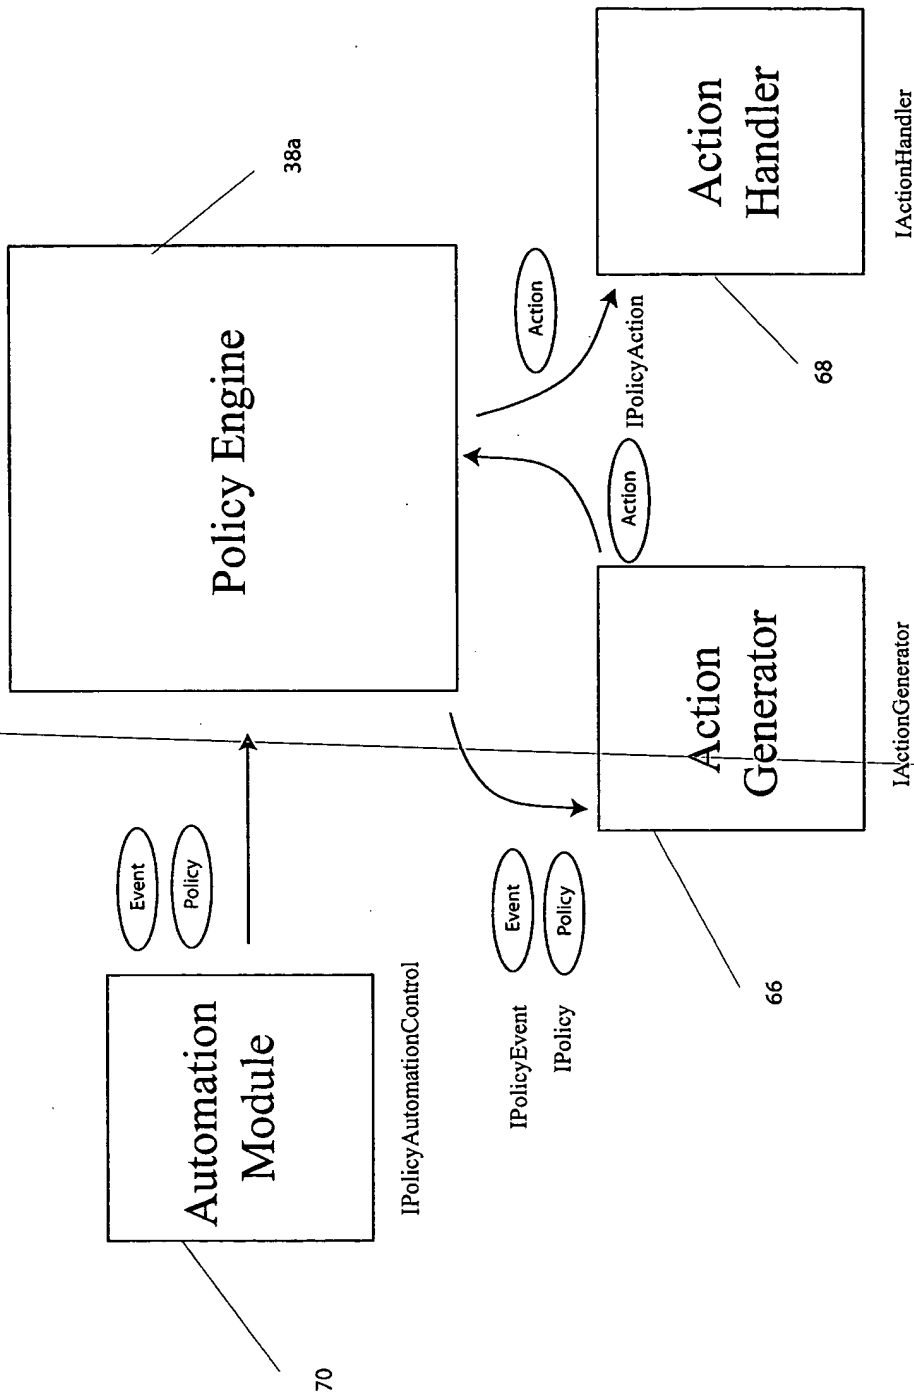 70
Automation
Module
IPolicyAutomationControl
Event
Policy
Policy Engine
38a
IPolicyEvent
IPolicy
Event
Policy
66
Action
Generator
IActionGenerator
Action
IPolicyAction
Action
68
Action
Handler
IActionHandler